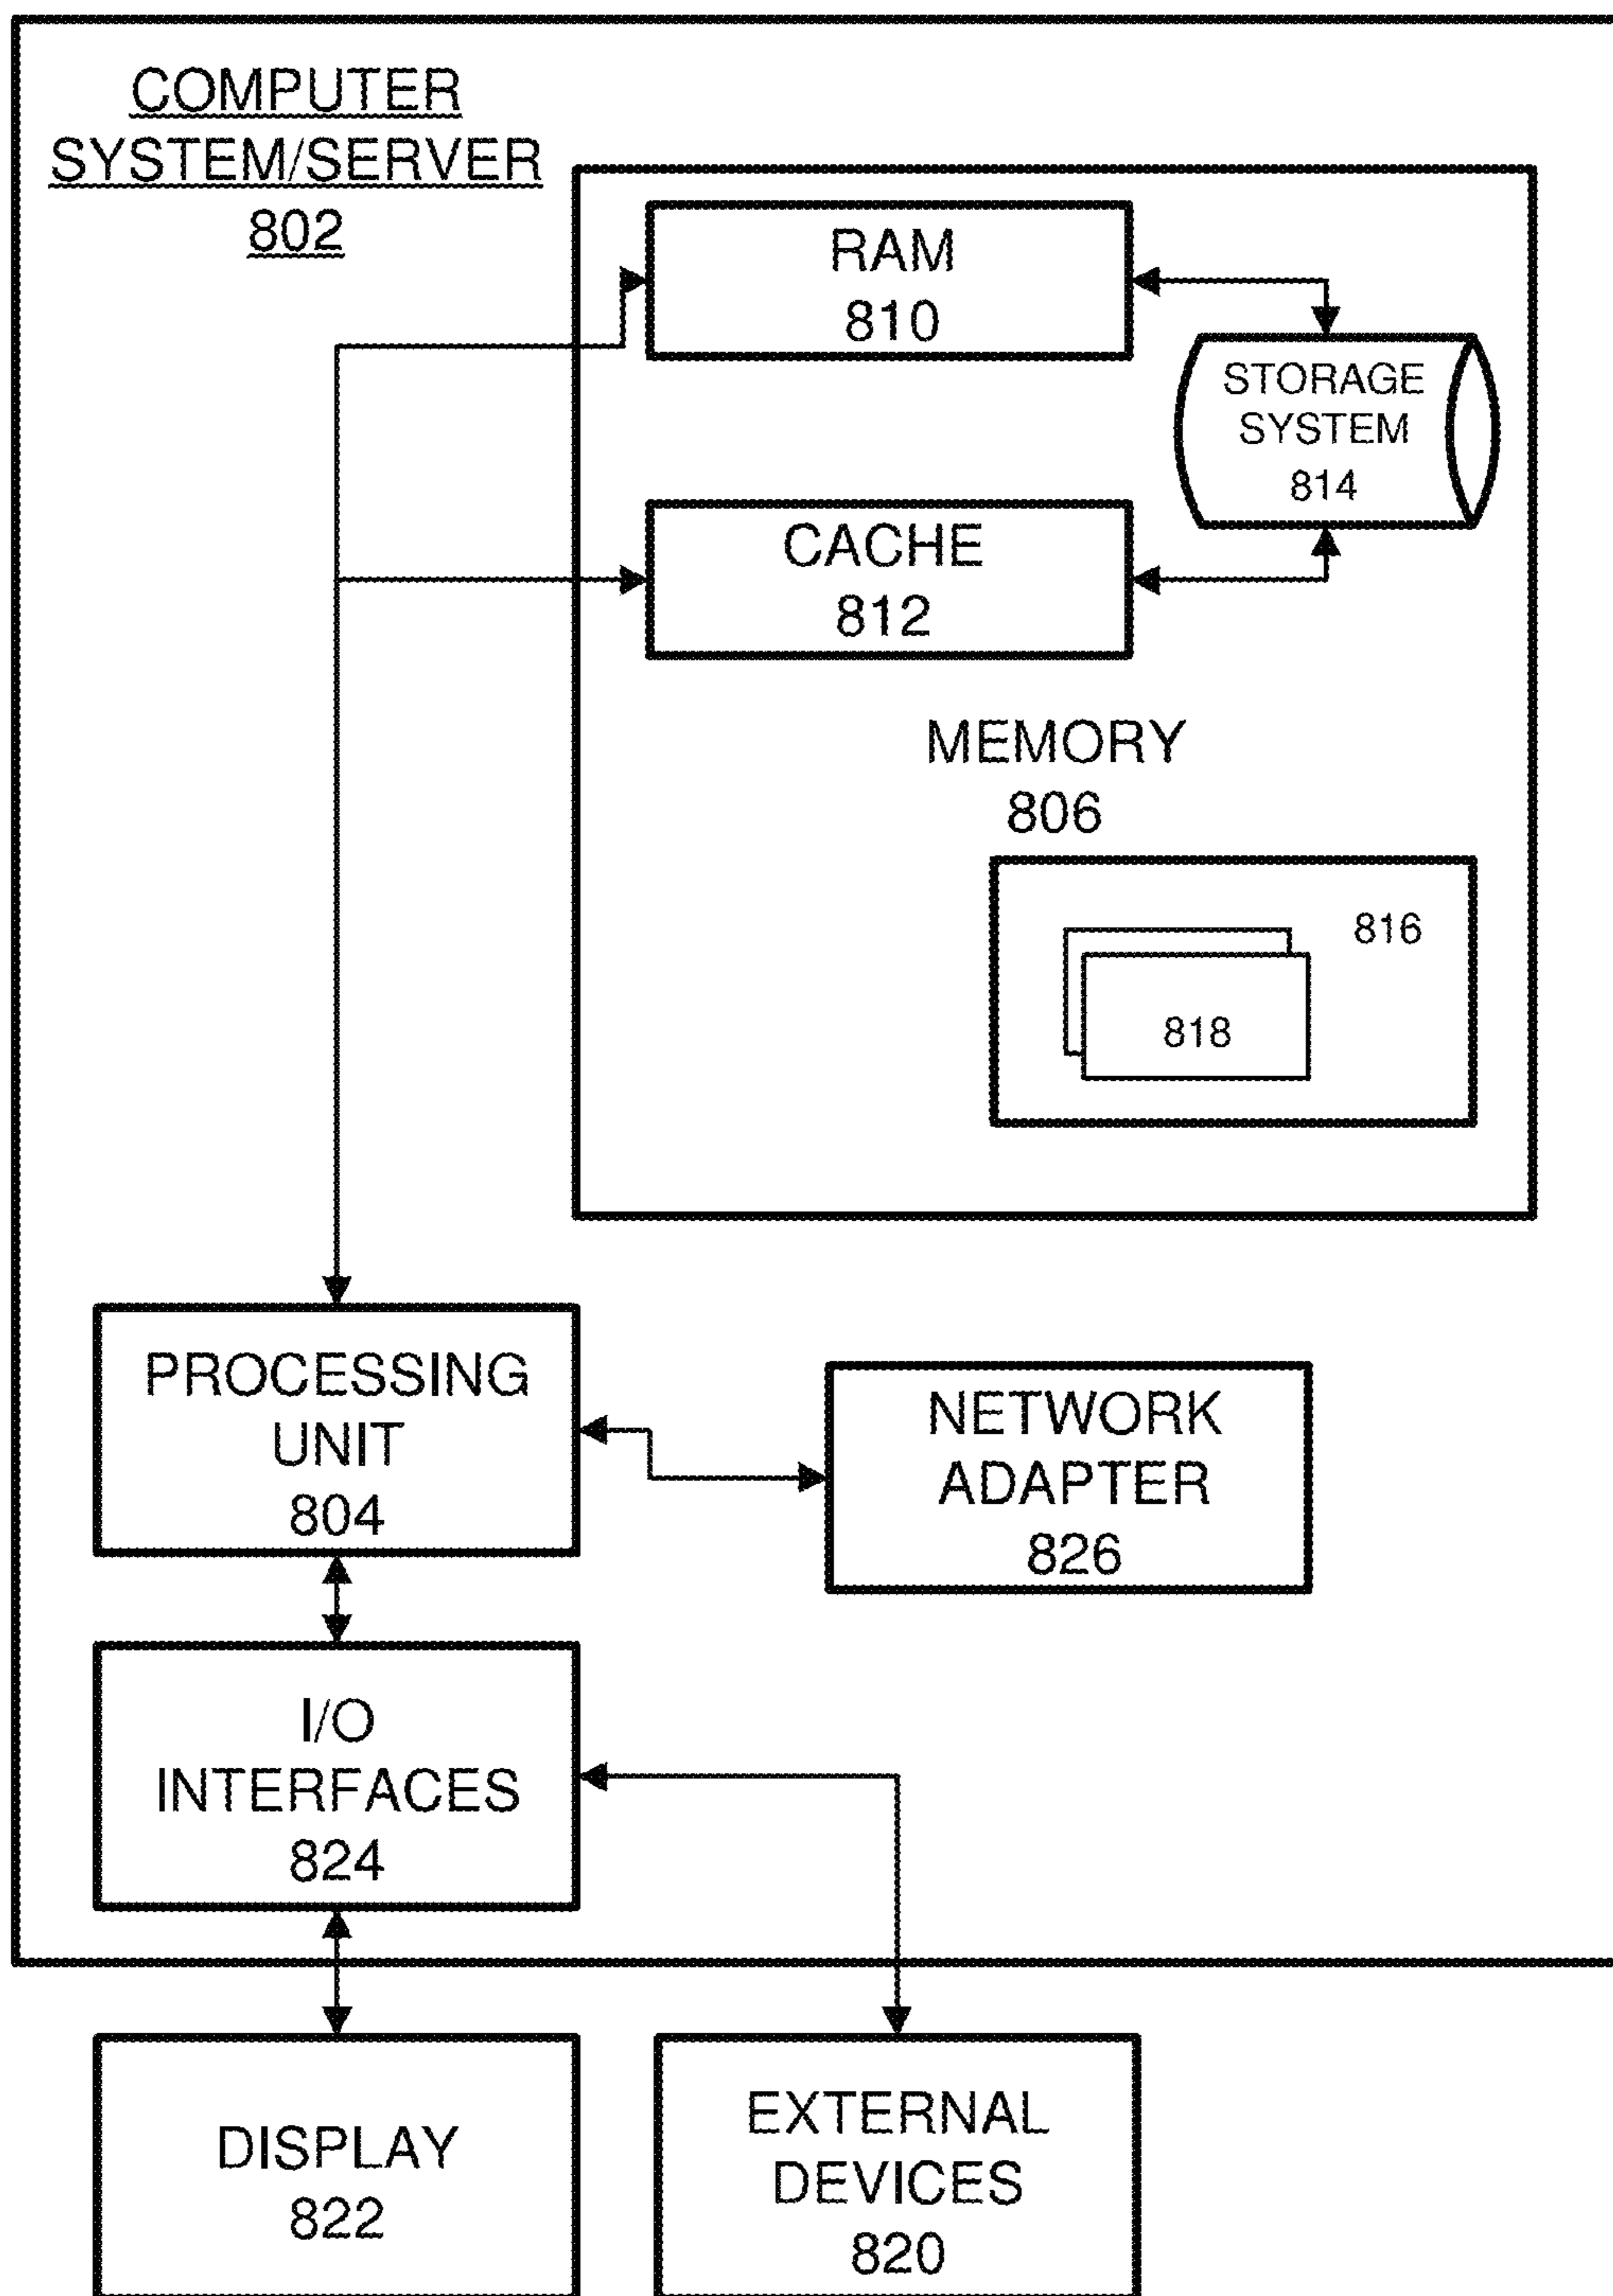 COMPUTER
SYSTEM/SERVER
802
RAM
810
STORAGE
SYSTEM
814
CACHE
812
MEMORY
806
816
818
PROCESSING
UNIT
804
NETWORK
ADAPTER
826
I/O
INTERFACES
824
DISPLAY
822
EXTERNAL
DEVICES
820